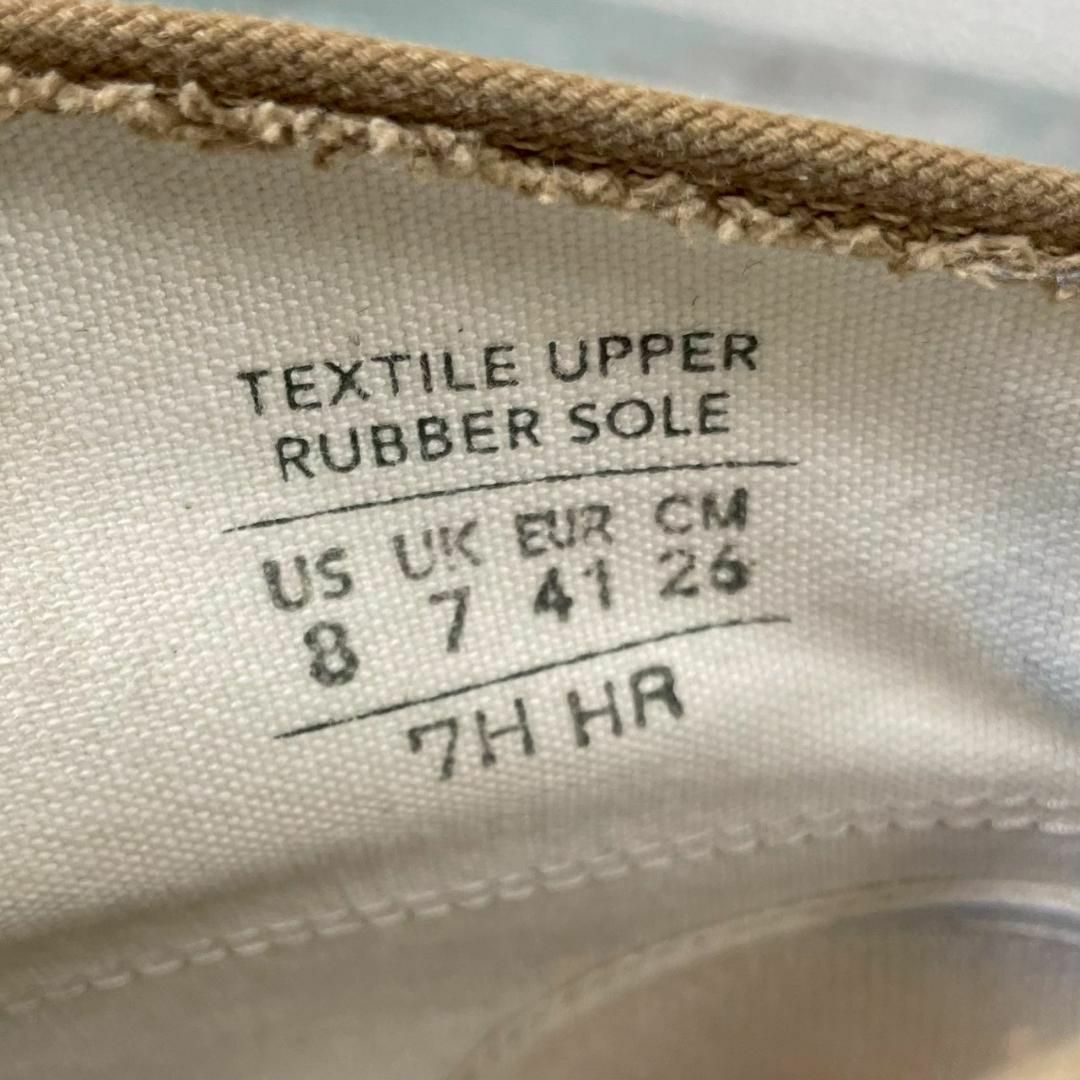 TEXTILE UPPER
RUBBER SOLE
US UK EUR CM
8 7 41 26
7H HR